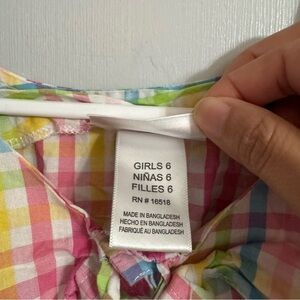 GIRLS 6
NIÑAS 6
FILLES 6
RN # 16518
MADE IN BANGLADESH
HECHO EN BANGLADESH
FABRIQUÉ AU BANGLADESH